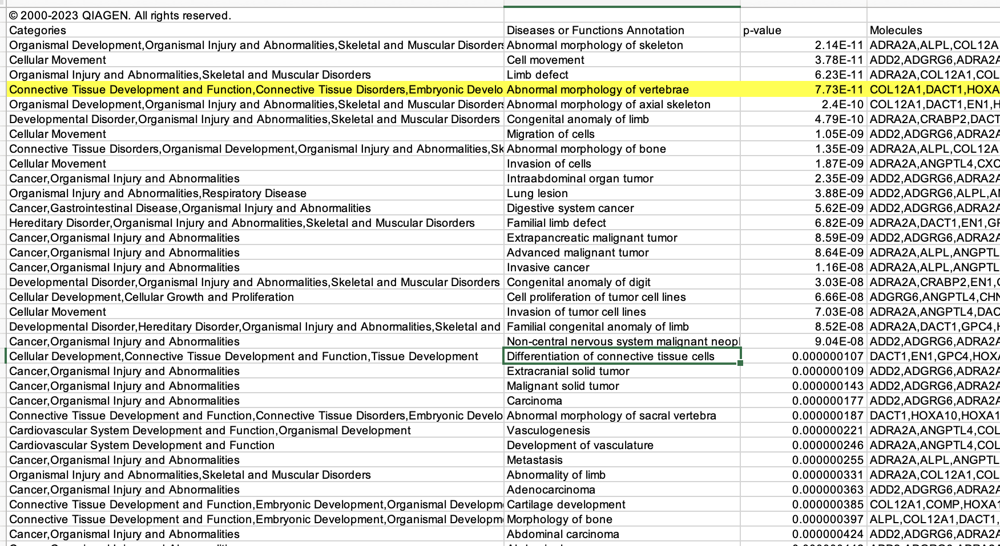 © 2000-2023 QIAGEN. All rights reserved.
Categories Diseases or Functions Annotation p-value Molecules
Organismal Development,Organismal Injury and Abnormalities,Skeletal and Muscular Disorders Abnormal morphology of skeleton 2.14E-11 ADRA2A,ALPL,COL12A
Cellular Movement Cell movement 3.78E-11 ADD2,ADGRG6,ADRA2A
Organismal Injury and Abnormalities,Skeletal and Muscular Disorders Limb defect 6.23E-11 ADRA2A,COL12A1,COL
Connective Tissue Development and Function,Connective Tissue Disorders,Embryonic Develo Abnormal morphology of vertebrae 7.73E-11 COL12A1,DACT1,HOXA
Organismal Development,Organismal Injury and Abnormalities,Skeletal and Muscular Disorders Abnormal morphology of axial skeleton 2.4E-10 COL12A1,DACT1,EN1,H
Developmental Disorder,Organismal Injury and Abnormalities,Skeletal and Muscular Disorders Congenital anomaly of limb 4.79E-10 ADRA2A,CRABP2,DACT
Cellular Movement Migration of cells 1.05E-09 ADD2,ADGRG6,ADRA2A
Connective Tissue Disorders,Organismal Development,Organismal Injury and Abnormalities,Sk Abnormal morphology of bone 1.35E-09 ADRA2A,ALPL,COL12A
Cellular Movement Invasion of cells 1.87E-09 ADRA2A,ANGPTL4,CXC
Cancer,Organismal Injury and Abnormalities Intraabdominal organ tumor 2.35E-09 ADD2,ADGRG6,ADRA2A
Organismal Injury and Abnormalities,Respiratory Disease Lung lesion 3.88E-09 ADD2,ADGRG6,ALPL,AN
Cancer,Gastrointestinal Disease,Organismal Injury and Abnormalities Digestive system cancer 5.62E-09 ADD2,ADGRG6,ADRA2A
Hereditary Disorder,Organismal Injury and Abnormalities,Skeletal and Muscular Disorders Familial limb defect 6.82E-09 ADRA2A,DACT1,EN1,GP
Cancer,Organismal Injury and Abnormalities Extrapancreatic malignant tumor 8.59E-09 ADD2,ADGRG6,ADRA2A
Cancer,Organismal Injury and Abnormalities Advanced malignant tumor 8.64E-09 ADRA2A,ALPL,ANGPTL
Cancer,Organismal Injury and Abnormalities Invasive cancer 1.16E-08 ADRA2A,ALPL,ANGPTL
Developmental Disorder,Organismal Injury and Abnormalities,Skeletal and Muscular Disorders Congenital anomaly of digit 3.03E-08 ADRA2A,CRABP2,EN1,
Cellular Development,Cellular Growth and Proliferation Cell proliferation of tumor cell lines 6.66E-08 ADGRG6,ANGPTL4,CHN
Cellular Movement Invasion of tumor cell lines 7.03E-08 ADRA2A,ANGPTL4,DAC
Developmental Disorder,Hereditary Disorder,Organismal Injury and Abnormalities,Skeletal and Familial congenital anomaly of limb 8.52E-08 ADRA2A,DACT1,GPC4,H
Cancer,Organismal Injury and Abnormalities Non-central nervous system malignant neopl 9.04E-08 ADD2,ADGRG6,ADRA2A
Cellular Development,Connective Tissue Development and Function,Tissue Development Differentiation of connective tissue cells 0.000000107 DACT1,EN1,GPC4,HOXA
Cancer,Organismal Injury and Abnormalities Extracranial solid tumor 0.000000109 ADD2,ADGRG6,ADRA2A
Cancer,Organismal Injury and Abnormalities Malignant solid tumor 0.000000143 ADD2,ADGRG6,ADRA2A
Cancer,Organismal Injury and Abnormalities Carcinoma 0.000000177 ADD2,ADGRG6,ADRA2A
Connective Tissue Development and Function,Connective Tissue Disorders,Embryonic Develo Abnormal morphology of sacral vertebra 0.000000187 DACT1,HOXA10,HOXA1
Cardiovascular System Development and Function,Organismal Development Vasculogenesis 0.000000221 ADRA2A,ANGPTL4,COL
Cardiovascular System Development and Function Development of vasculature 0.000000246 ADRA2A,ANGPTL4,COL
Cancer,Organismal Injury and Abnormalities Metastasis 0.000000255 ADRA2A,ALPL,ANGPTL
Organismal Injury and Abnormalities,Skeletal and Muscular Disorders Abnormality of limb 0.000000331 ADRA2A,COL12A1,COL
Cancer,Organismal Injury and Abnormalities Adenocarcinoma 0.000000363 ADD2,ADGRG6,ADRA2A
Connective Tissue Development and Function,Embryonic Development,Organismal Developm Cartilage development 0.000000385 COL12A1,COMP,HOXA1
Connective Tissue Development and Function,Embryonic Development,Organismal Developm Morphology of bone 0.000000397 ALPL,COL12A1,DACT1,
Cancer,Organismal Injury and Abnormalities Abdominal carcinoma 0.000000424 ADD2,ADGRG6,ADRA2A